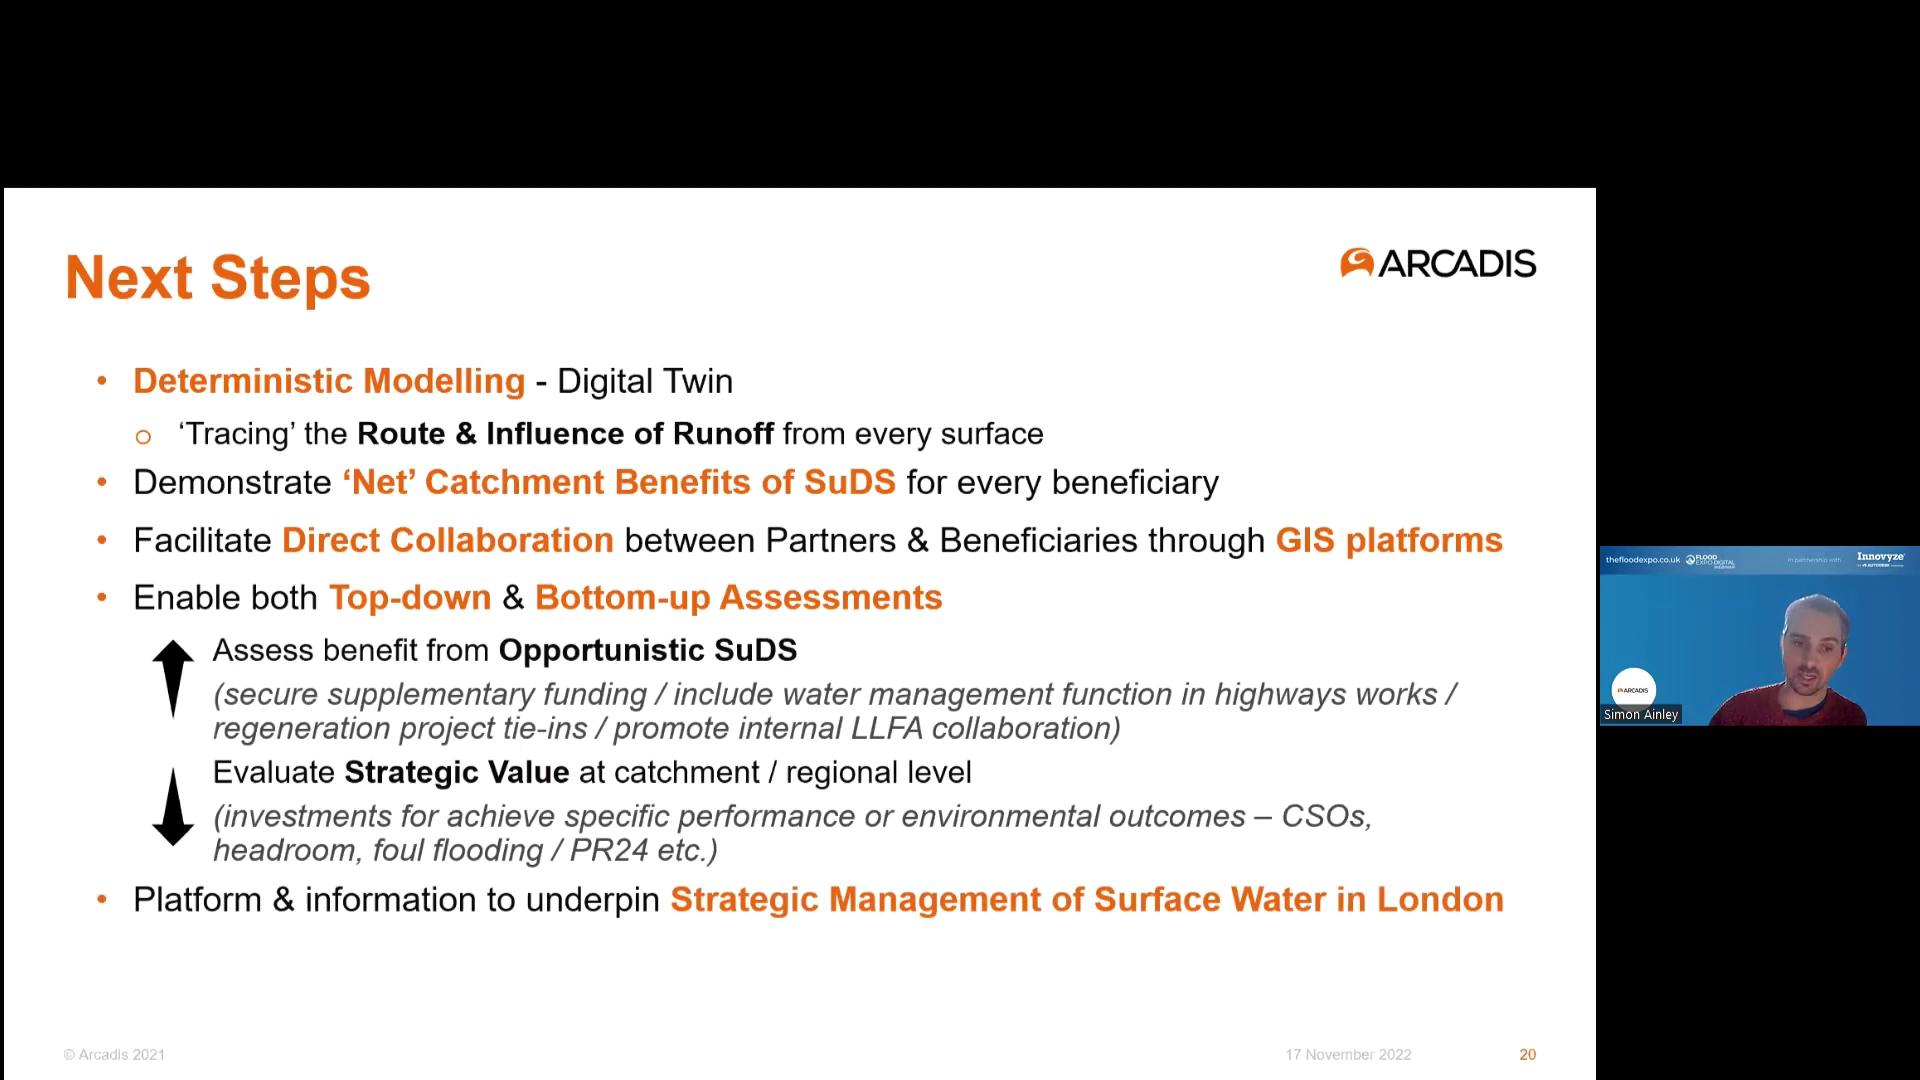 Next Steps
ARCADIS
• Deterministic Modelling - Digital Twin
o ‘Tracing’ the Route & Influence of Runoff from every surface
• Demonstrate ‘Net’ Catchment Benefits of SuDS for every beneficiary
• Facilitate Direct Collaboration between Partners & Beneficiaries through GIS platforms
• Enable both Top-down & Bottom-up Assessments
Assess benefit from Opportunistic SuDS
(secure supplementary funding / include water management function in highways works /
regeneration project tie-ins / promote internal LLFA collaboration)
Evaluate Strategic Value at catchment / regional level
(investments for achieve specific performance or environmental outcomes – CSOs,
headroom, foul flooding / PR24 etc.)
• Platform & information to underpin Strategic Management of Surface Water in London
© Arcadis 2021
17 November 2022
20
thefloodexpo.co.uk
FLOOD
EXPO DIGITAL
WEBINAR
in partnership with
Innovyze
ARCADIS
Simon Ainley